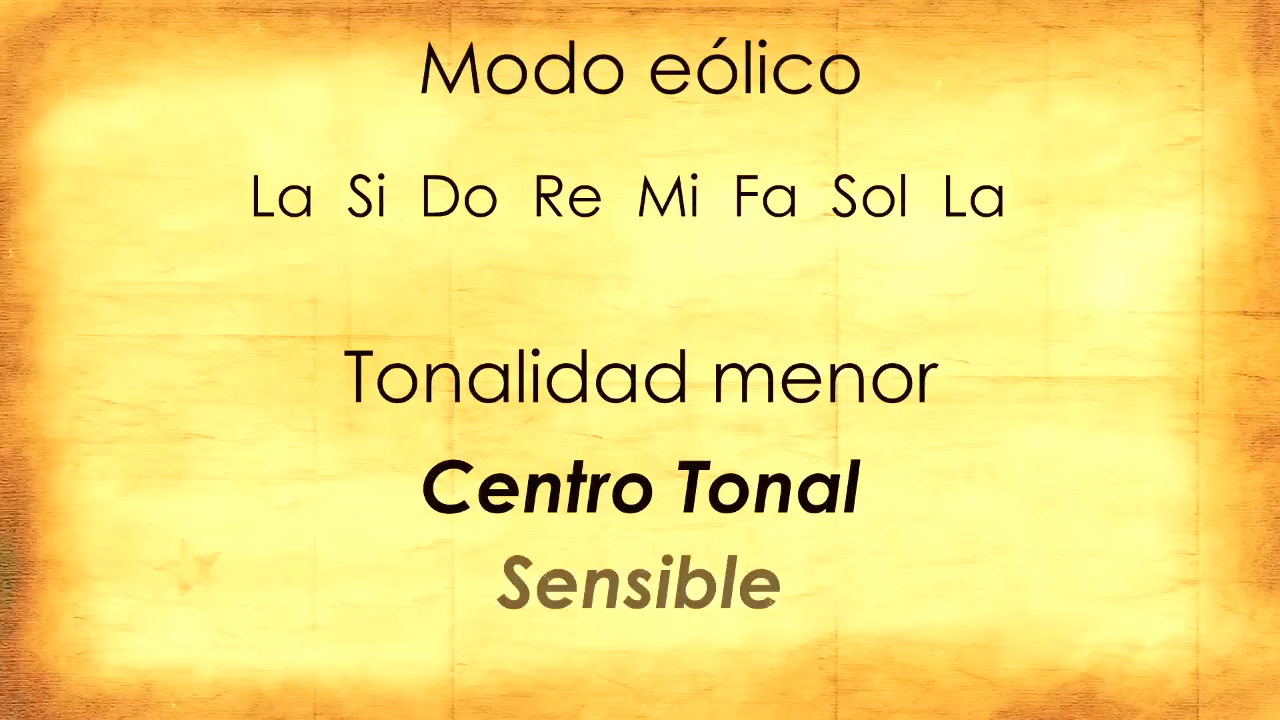 Modo eólico
La Si Do Re Mi Fa Sol La
Tonalidad menor
Centro Tonal
Sensible